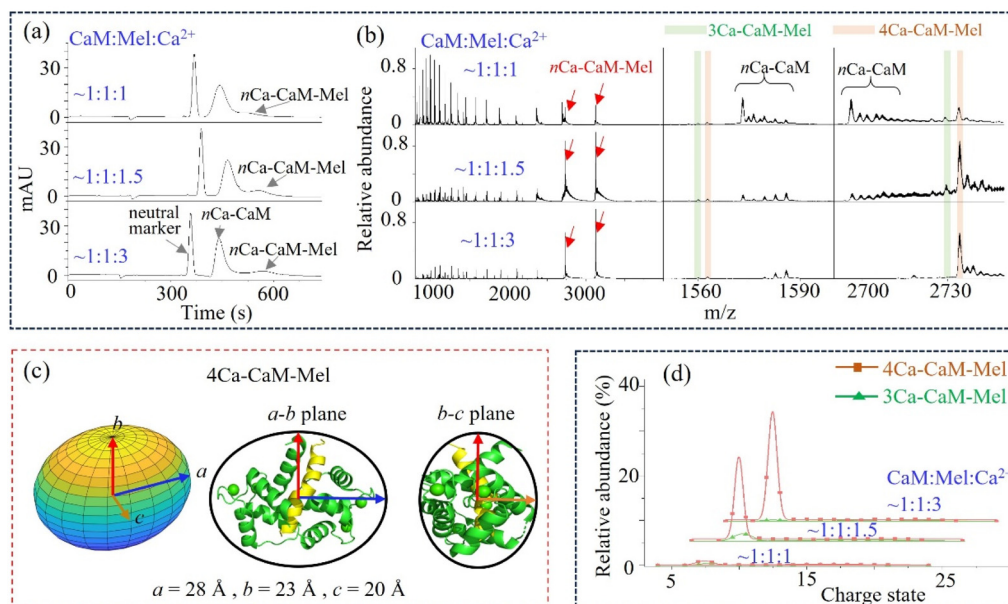 (a)
CaM:Mel:Ca²⁺
~1:1:1
nCa-CaM-Mel
~1:1:1.5
nCa-CaM-Mel
~1:1:3
neutral marker
nCa-CaM
nCa-CaM-Mel
mAU
40
20
0
40
20
0
40
20
0
0
300
600
Time (s)
(b)
3Ca-CaM-Mel
4Ca-CaM-Mel
CaM:Mel:Ca²⁺
~1:1:1
nCa-CaM-Mel
nCa-CaM
nCa-CaM
~1:1:1.5
~1:1:3
Relative abundance
0.8
0
0.8
0
0.8
0
1000
2000
3000
1560
1590
2700
2730
m/z
(c)
4Ca-CaM-Mel
b
a
c
a-b plane
b-c plane
a = 28 Å , b = 23 Å , c = 20 Å
(d)
4Ca-CaM-Mel
3Ca-CaM-Mel
CaM:Mel:Ca²⁺
~1:1:3
~1:1:1.5
~1:1:1
Relative abundance (%)
40
20
0
5
15
25
Charge state